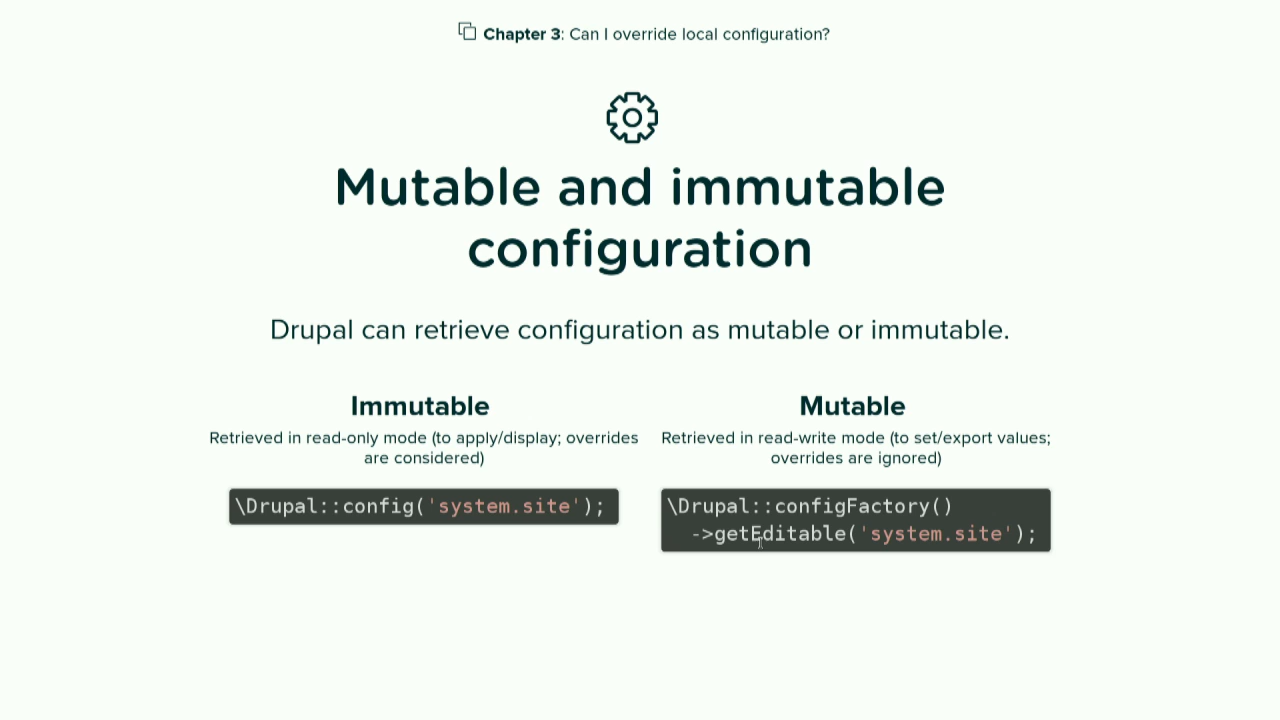 Chapter 3: Can I override local configuration?
Mutable and immutable
configuration
Drupal can retrieve configuration as mutable or immutable.
Immutable
Retrieved in read-only mode (to apply/display; overrides
are considered)
\Drupal::config('system.site');
Mutable
Retrieved in read-write mode (to set/export values;
overrides are ignored)
\Drupal::configFactory()
->getEditable('system.site');